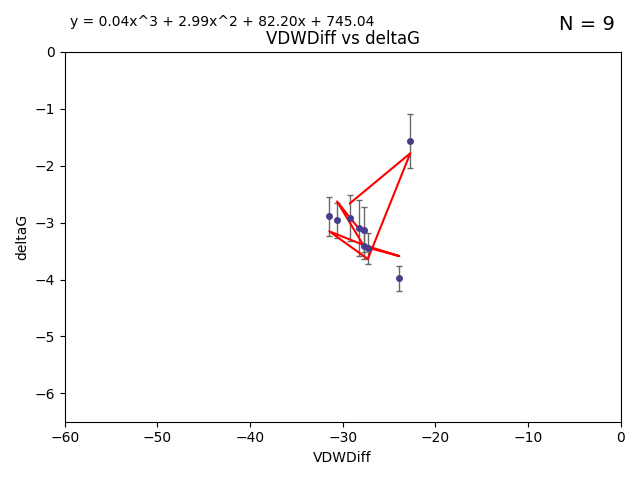 y = 0.04x^3 + 2.99x^2 + 82.20x + 745.04
N = 9
VDWDiff vs deltaG
deltaG
0
−1
−2
−3
−4
−5
−6
−60
−50
−40
−30
−20
−10
0
VDWDiff